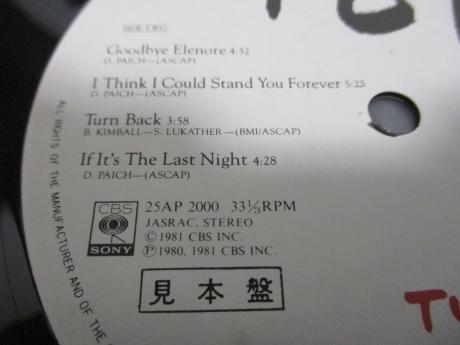 SIDE TWO
Goodbye Elenore 4:52
D. PAICH—(ASCAP)
I Think I Could Stand You Forever 5:23
D. PAICH—(ASCAP)
Turn Back 3:58
B. KIMBALL—S. LUKATHER—(BMI/ASCAP)
If It's The Last Night 4:28
D. PAICH—(ASCAP)
CBS
SONY
25AP 2000 33⅓RPM
JASRAC. STEREO
©1981 CBS INC.
℗1980, 1981 CBS INC.
見本盤
ALL RIGHTS OF THE MANUFACTURER AND OF THE